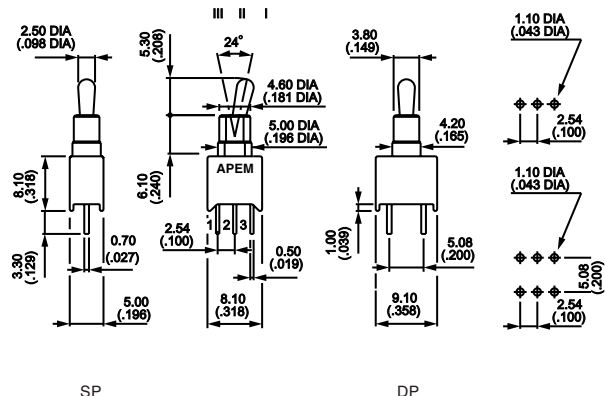 III II I
24°
2.50 DIA
(.098 DIA)
5.30
(.208)
4.60 DIA
(.181 DIA)
5.00 DIA
(.196 DIA)
3.80
(.149)
1.10 DIA
(.043 DIA)
2.54
(.100)
4.20
(.165)
APEM
8.10
(.318)
6.10
(.240)
1 2 3
2.54
(.100)
0.50
(.019)
0.70
(.027)
3.30
(.129)
5.00
(.196)
8.10
(.318)
1.00
(.039)
5.08
(.200)
9.10
(.358)
1.10 DIA
(.043 DIA)
5.08
(.200)
2.54
(.100)
SP
DP